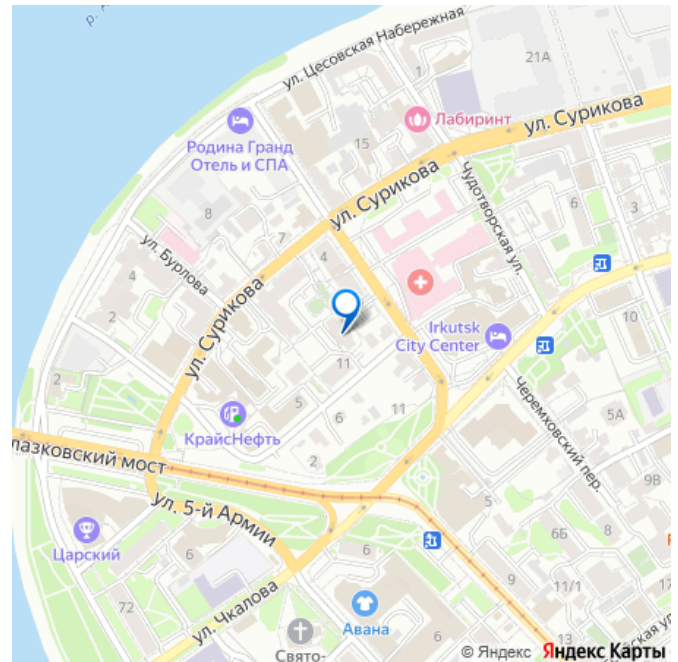 ул. Цесовская Набережная
21А
Лабиринт
ул. Сурикова
Родина Гранд
Отель и СПА
15
ул. Сурикова
Чудотворская ул.
6
8
7
ул. Бурлова
4
4
2
Irkutsk
City Center
10
ул. Сурикова
11
2
5
6
11
5А
КрайсНефть
Черемховский пер.
2
лазковский мост
5
9В
ул. 5-й Армии
6Б
8
Царский
6
6
9
11/1
72
ул. Чкалова
Авана
6
13
11
Свято-
© Яндекс Яндекс Карты